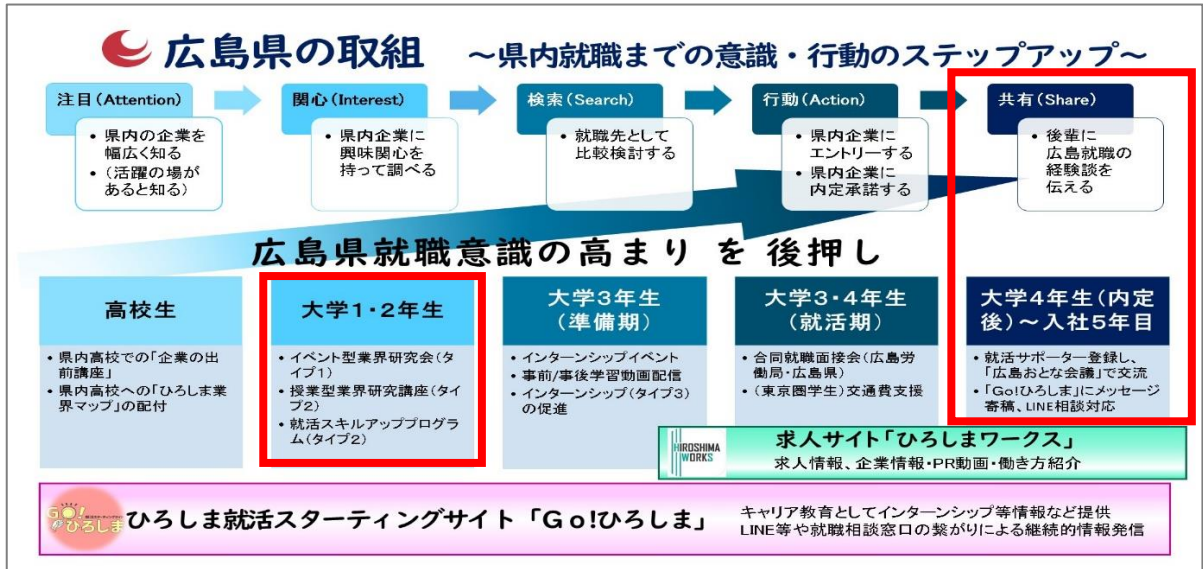 広島県の取組 ～県内就職までの意識・行動のステップアップ～
注目(Attention)
・県内の企業を
幅広く知る
・(活躍の場が
あると知る)
関心(Interest)
・県内企業に
興味関心を
持って調べる
検索(Search)
・就職先として
比較検討する
行動(Action)
・県内企業に
エントリーする
・県内企業に
内定承諾する
共有(Share)
・後輩に
広島就職の
経験談を
伝える
広島県就職意識の高まり を 後押し
高校生
・県内高校での「企業の出
前講座」
・県内高校への「ひろしま業
界マップ」の配付
大学1・2年生
・イベント型業界研究会(タ
イプ1)
・授業型業界研究講座(タイ
プ2)
・就活スキルアッププログラ
ム(タイプ2)
大学3年生
(準備期)
・インターンシップイベント
・事前/事後学習動画配信
・インターンシップ(タイプ3)
の促進
大学3・4年生
(就活期)
・合同就職面接会(広島労
働局・広島県)
・(東京圏学生)交通費支援
大学4年生(内定
後)～入社5年目
・就活サポーター登録し、
「広島おとな会議」で交流
・「Go!ひろしま」にメッセージ
寄稿、LINE相談対応
HIROSHIMA
WORKS
求人サイト「ひろしまワークス」
求人情報、企業情報・PR動画・働き方紹介
GO!
ひろしま
ひろしま就活スターティングサイト「Go!ひろしま」
キャリア教育としてインターンシップ等情報など提供
LINE等や就職相談窓口の繋がりによる継続的情報発信